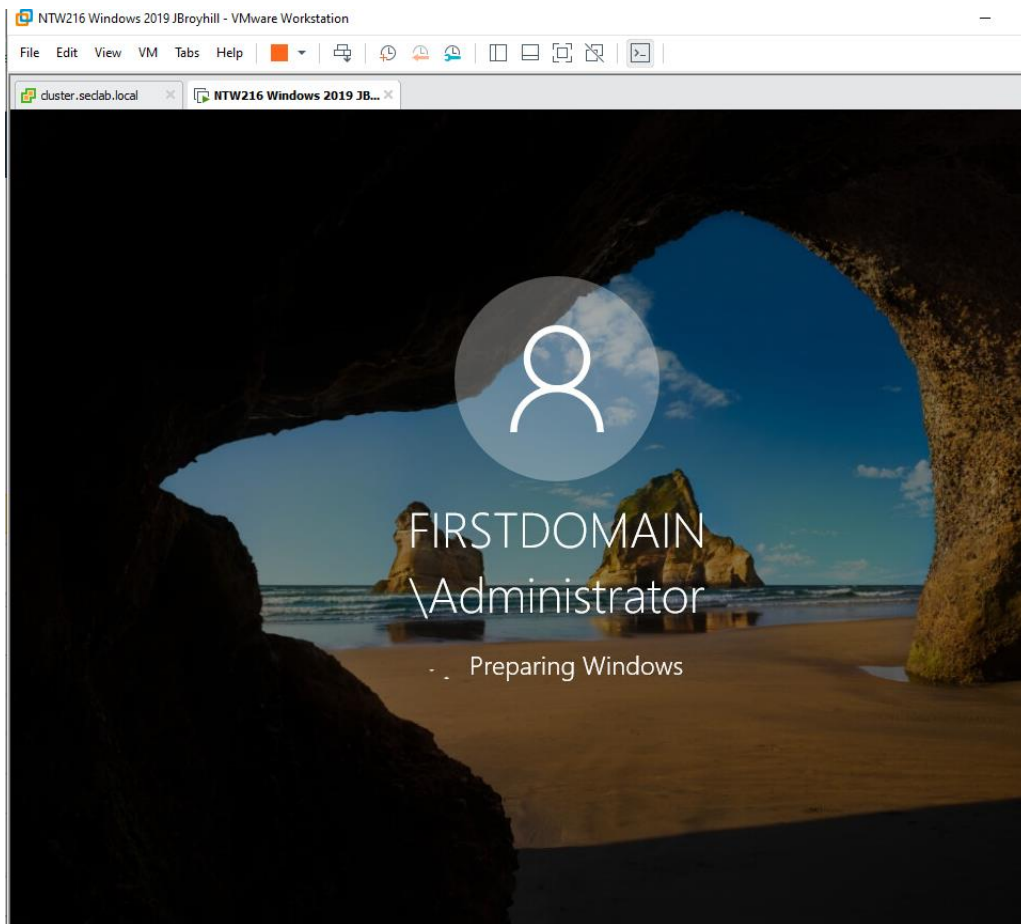 NTW216 Windows 2019 JBroyhill - VMware Workstation
File Edit View VM Tabs Help
cluster.seclab.local
NTW216 Windows 2019 JB...
FIRSTDOMAIN
\Administrator
Preparing Windows